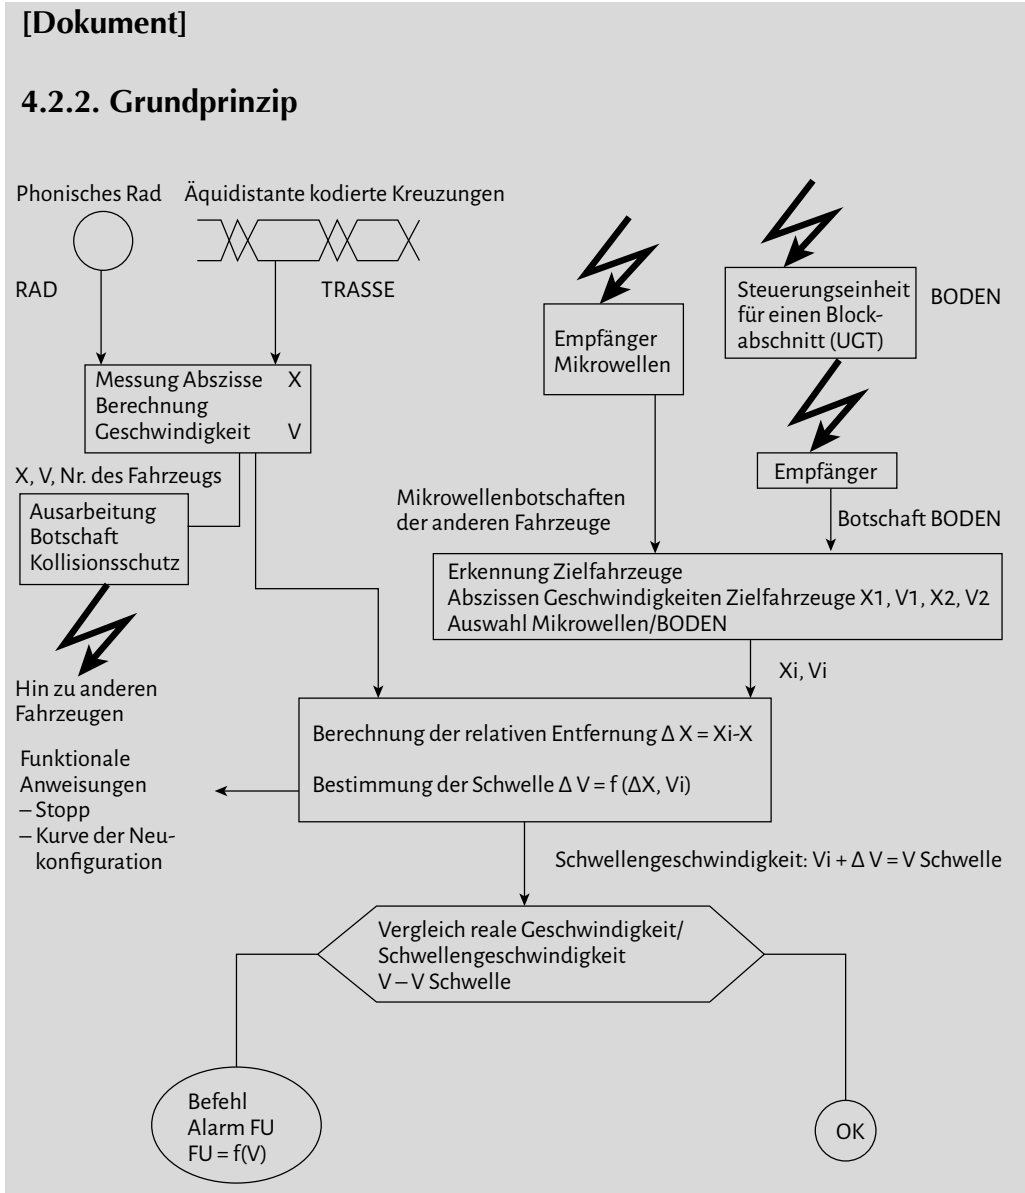 [Dokument]
4.2.2. Grundprinzip
Phonisches Rad
Äquidistante kodierte Kreuzungen
RAD
TRASSE
Messung Abszisse X
Berechnung
Geschwindigkeit V
X, V, Nr. des Fahrzeugs
Ausarbeitung
Botschaft
Kollisionsschutz
Hin zu anderen
Fahrzeugen
Empfänger
Mikrowellen
Steuerungseinheit
für einen Block-
abschnitt (UGT)
BODEN
Empfänger
Mikrowellenbotschaften
der anderen Fahrzeuge
Botschaft BODEN
Erkennung Zielfahrzeuge
Abszissen Geschwindigkeiten Zielfahrzeuge X1, V1, X2, V2
Auswahl Mikrowellen/BODEN
Xi, Vi
Berechnung der relativen Entfernung Δ X = Xi-X
Bestimmung der Schwelle Δ V = f (ΔX, Vi)
Funktionale
Anweisungen
– Stopp
– Kurve der Neu-
konfiguration
Schwellengeschwindigkeit: Vi + Δ V = V Schwelle
Vergleich reale Geschwindigkeit/
Schwellengeschwindigkeit
V – V Schwelle
Befehl
Alarm FU
FU = f(V)
OK